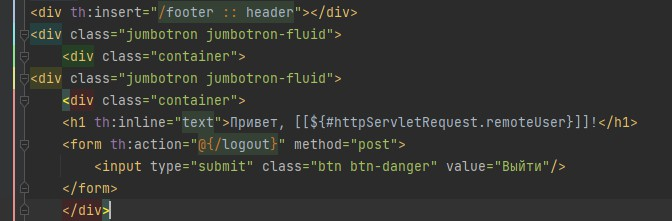 <div th:insert="/footer :: header"></div>
<div class="jumbotron jumbotron-fluid">
<div class="container">
<div class="jumbotron jumbotron-fluid">
<div class="container">
<h1 th:inline="text">Привет, [[${#httpServletRequest.remoteUser}]]!</h1>
<form th:action="@{/logout}" method="post">
<input type="submit" class="btn btn-danger" value="Выйти"/>
</form>
</div>